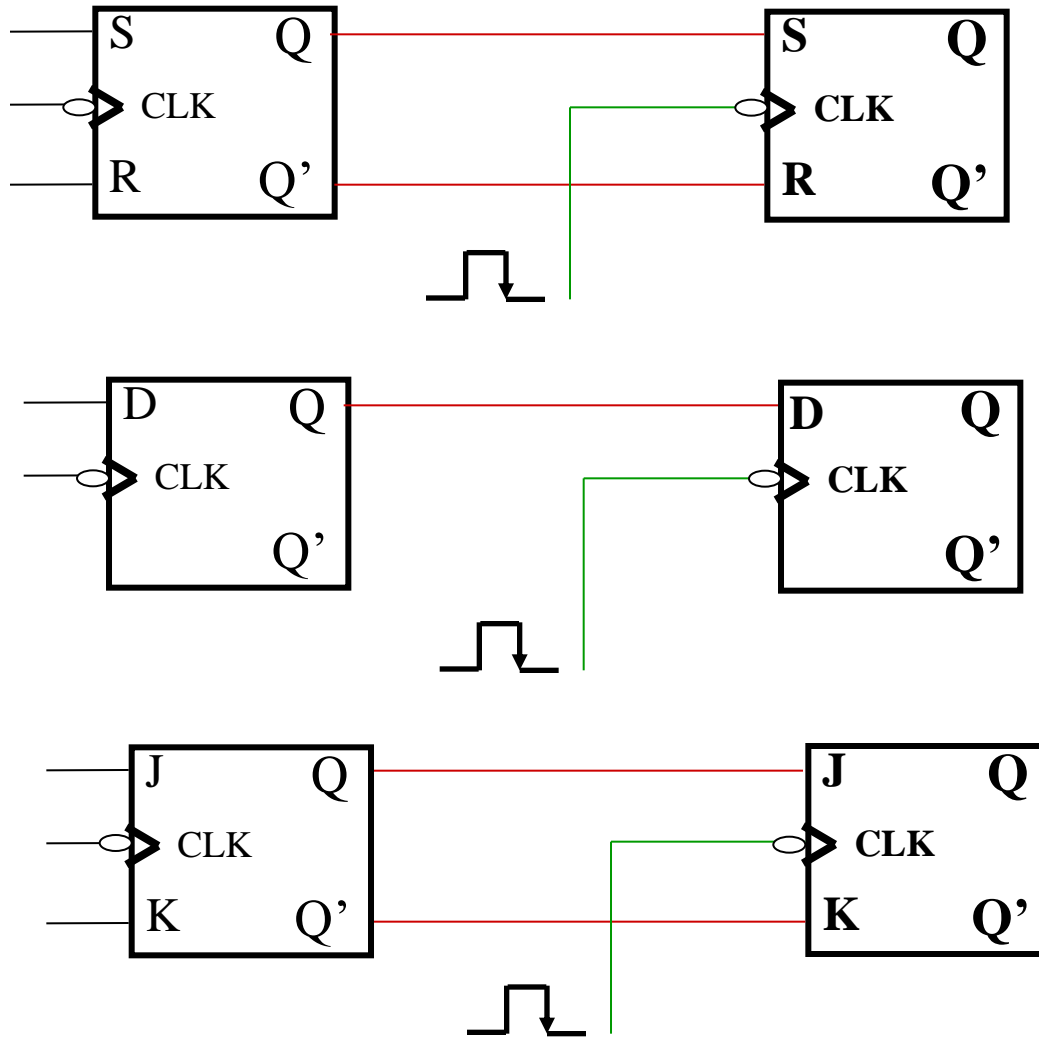 S Q S Q
CLK CLK
R Q’ R Q’
D Q D Q
CLK CLK
Q’ Q’
J Q J Q
CLK CLK
K Q’ K Q’